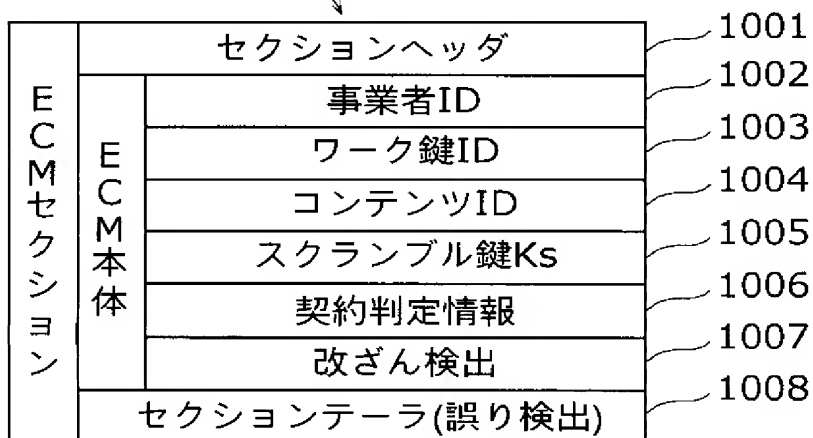 セクションヘッダ 1001
事業者ID 1002
ワーク鍵ID 1003
コンテンツID 1004
スクランブル鍵Ks 1005
契約判定情報 1006
改ざん検出 1007
セクションテーラ(誤り検出) 1008
ECMセクション
ECM本体